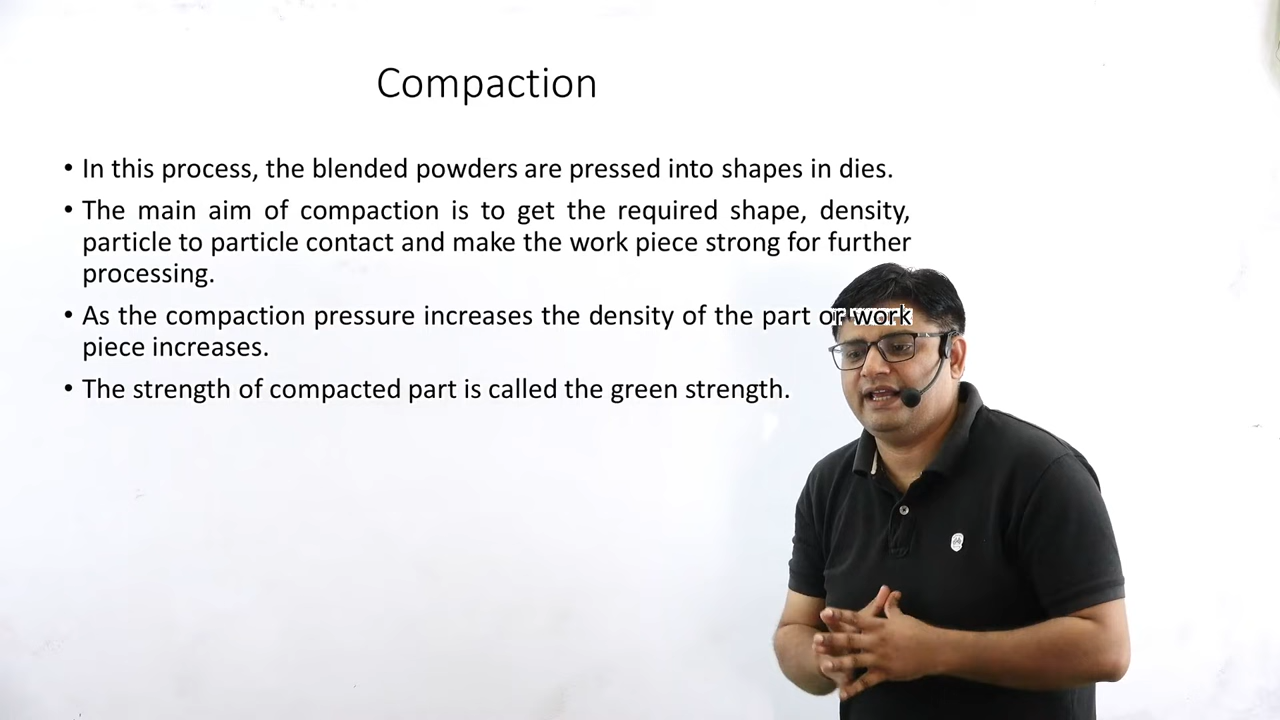 Compaction
• In this process, the blended powders are pressed into shapes in dies.
• The main aim of compaction is to get the required shape, density,
particle to particle contact and make the work piece strong for further
processing.
• As the compaction pressure increases the density of the part or work
piece increases.
• The strength of compacted part is called the green strength.